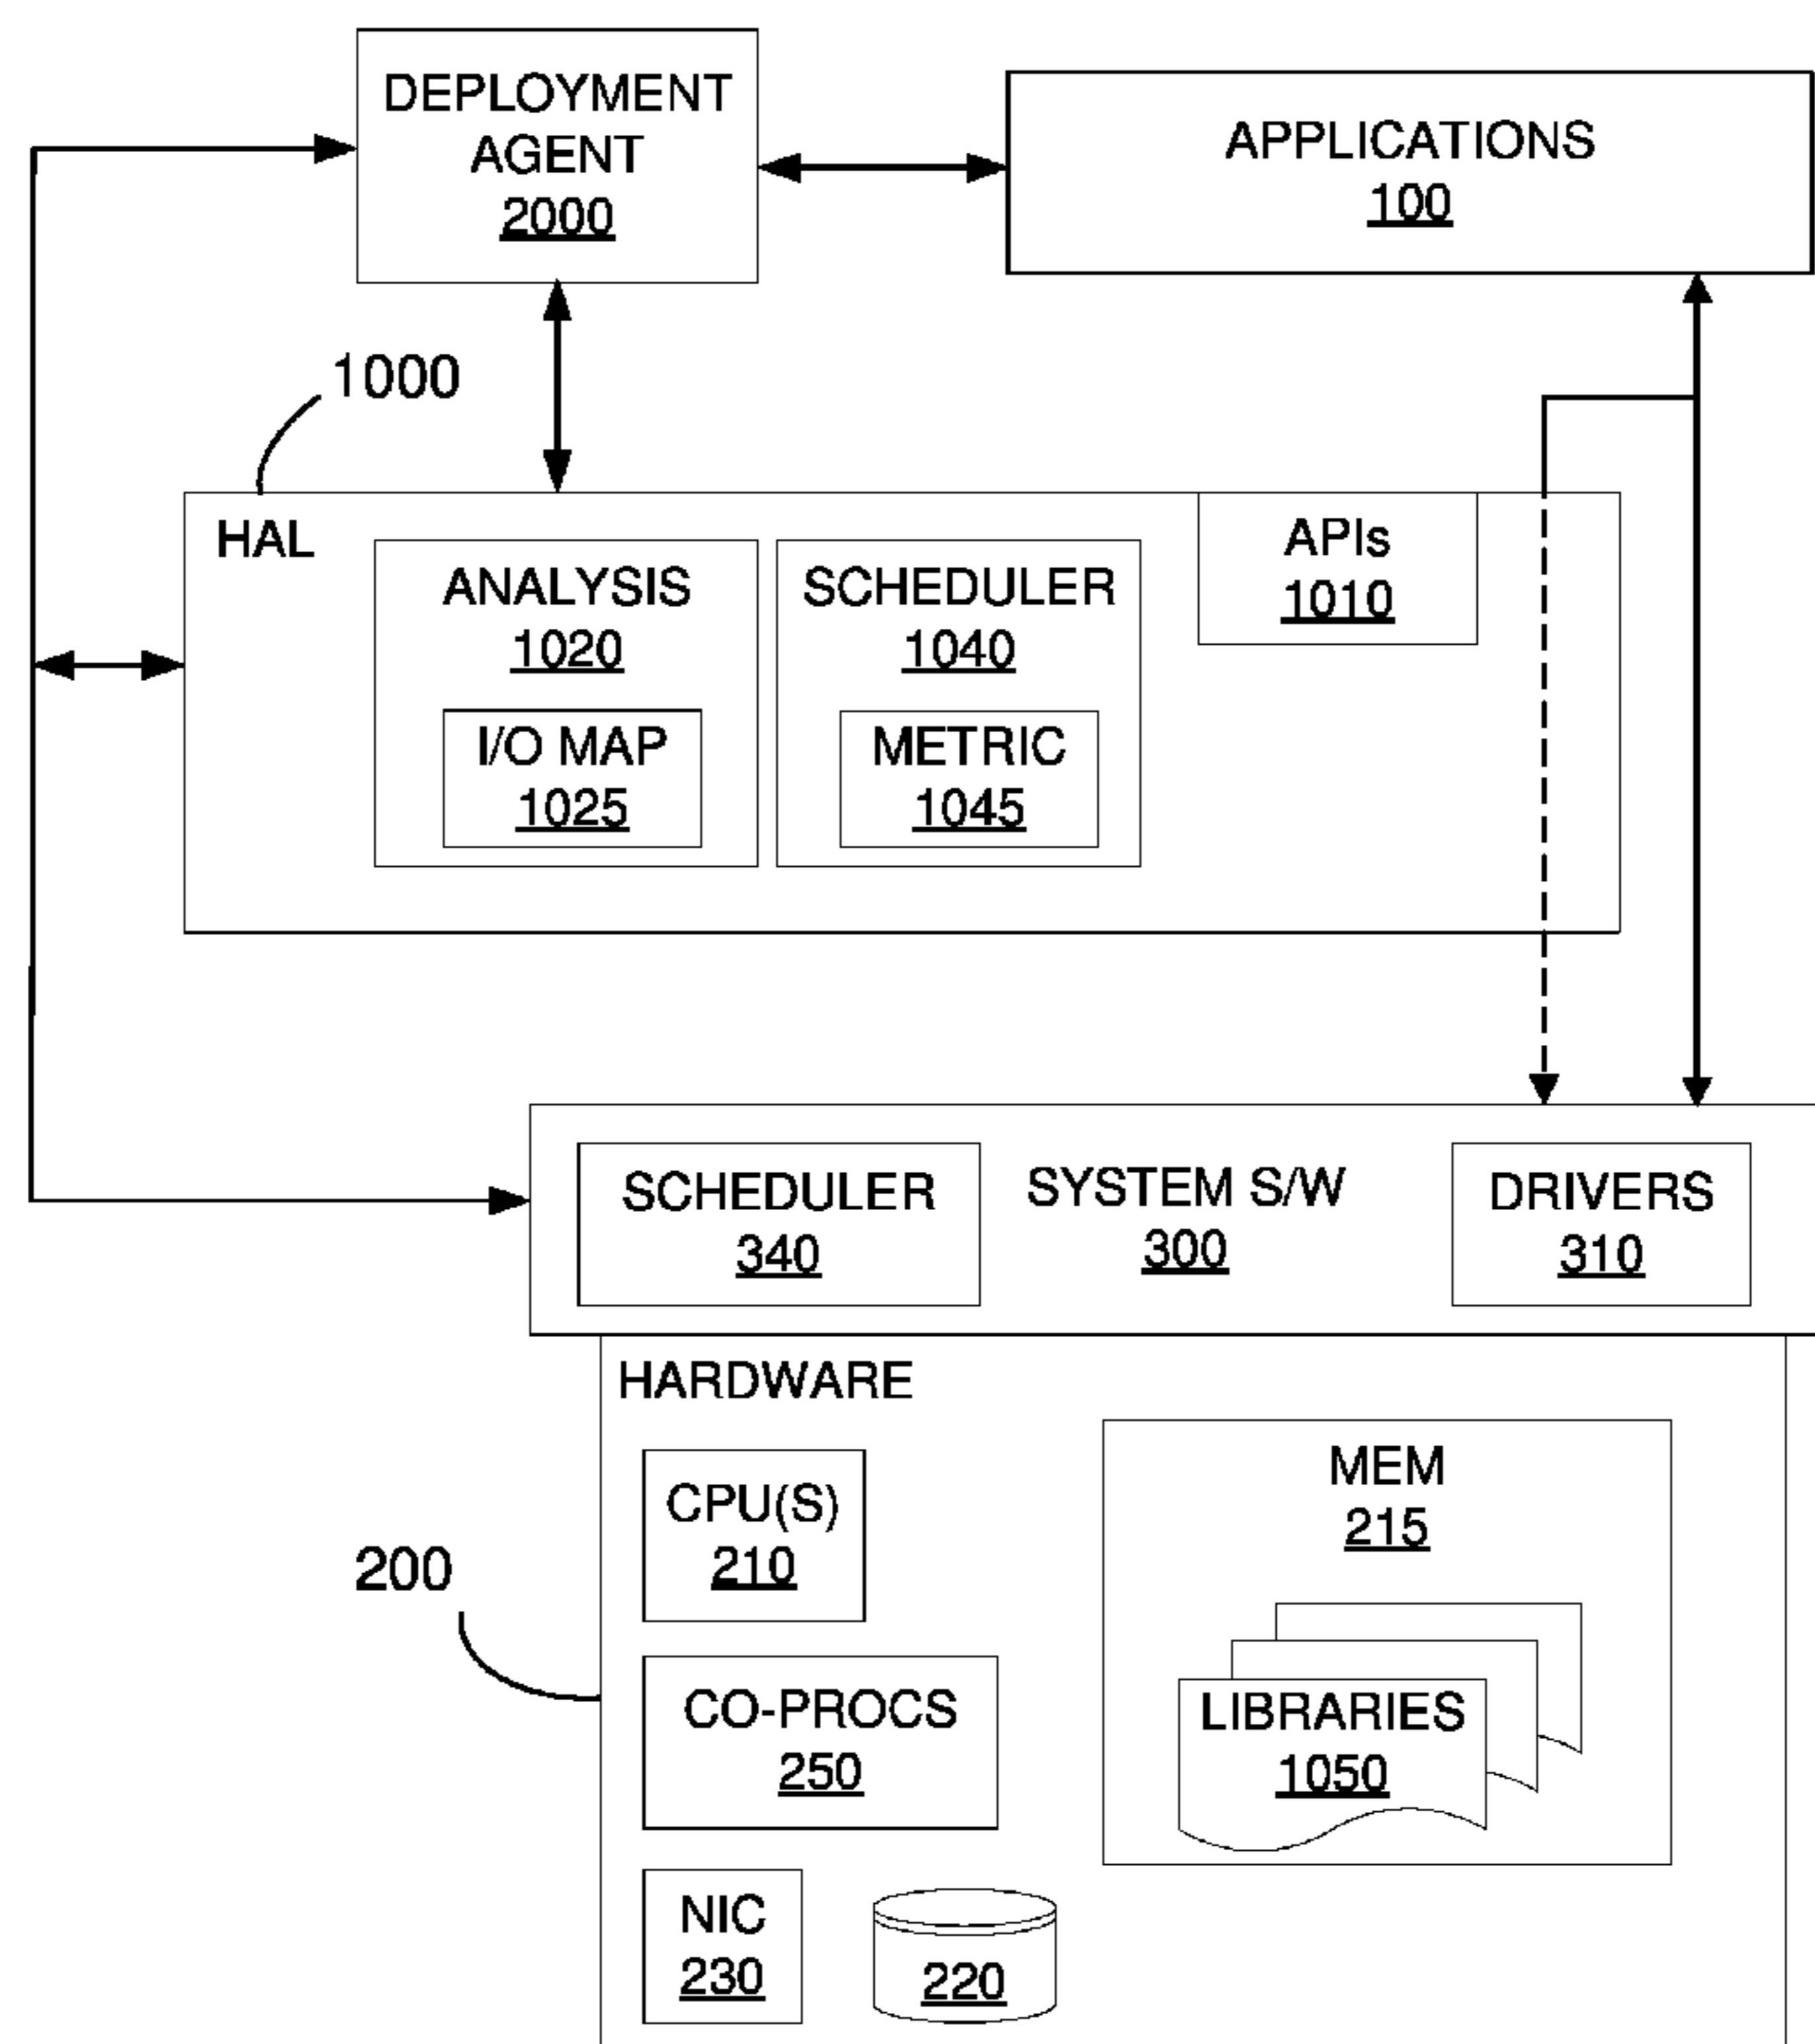 DEPLOYMENT
AGENT
2000
APPLICATIONS
100
1000
HAL
ANALYSIS
1020
I/O MAP
1025
SCHEDULER
1040
METRIC
1045
APIs
1010
SCHEDULER
340
SYSTEM S/W
300
DRIVERS
310
HARDWARE
200
CPU(S)
210
CO-PROCS
250
NIC
230
220
MEM
215
LIBRARIES
1050